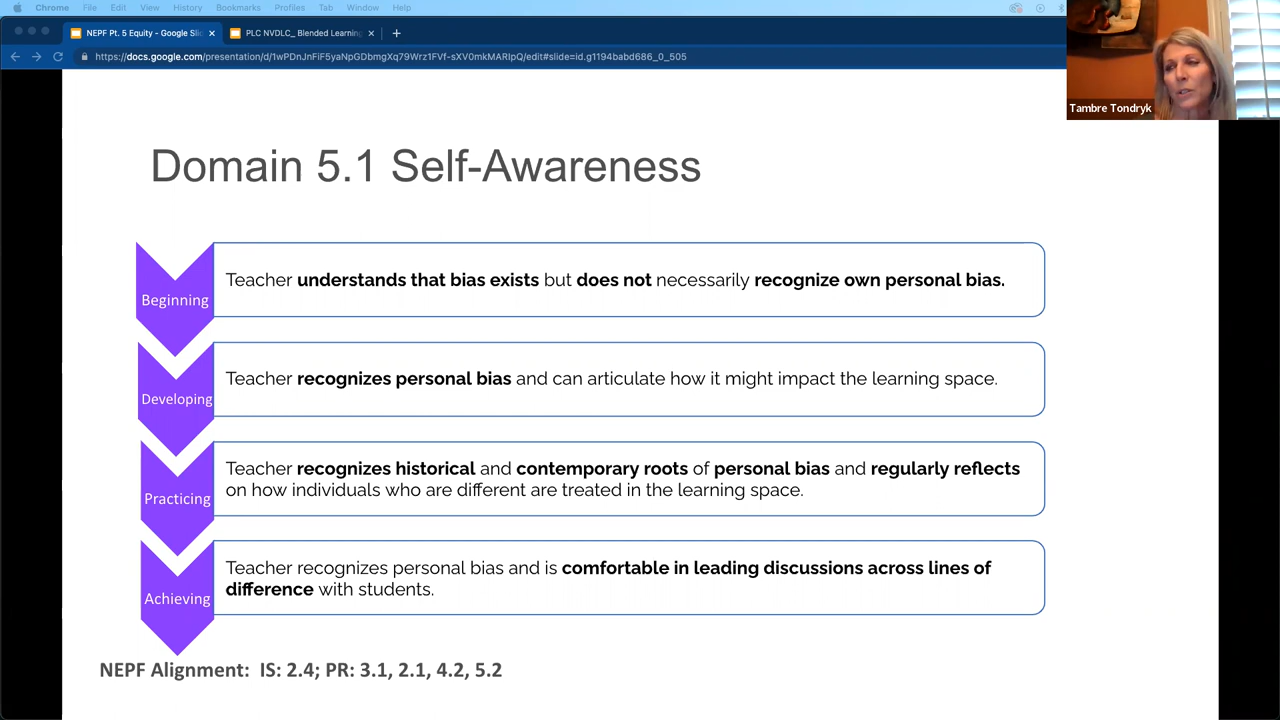 Chrome File Edit View History Bookmarks Profiles Tab Window Help
NEPF Pt. 5 Equity - Google Slid × PLC NVDLC_ Blended Learning × +
https://docs.google.com/presentation/d/1wPDnJnFiF5yaNpGDbmgXq79Wrz1FVf-sXV0mkMARIpQ/edit#slide=id.g1194babd686_0_505
Tambre Tondryk
Domain 5.1 Self-Awareness
Beginning
Teacher understands that bias exists but does not necessarily recognize own personal bias.
Developing
Teacher recognizes personal bias and can articulate how it might impact the learning space.
Practicing
Teacher recognizes historical and contemporary roots of personal bias and regularly reflects
on how individuals who are different are treated in the learning space.
Achieving
Teacher recognizes personal bias and is comfortable in leading discussions across lines of
difference with students.
NEPF Alignment: IS: 2.4; PR: 3.1, 2.1, 4.2, 5.2